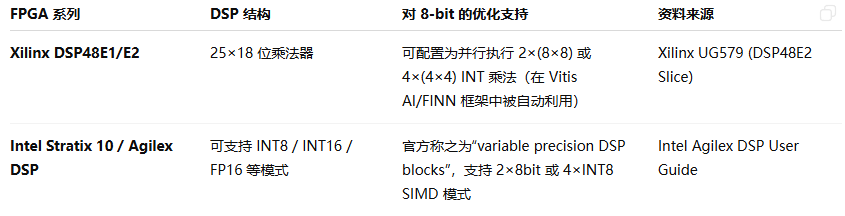 FPGA 系列 DSP 结构 对 8-bit 的优化支持 资料来源
Xilinx DSP48E1/E2 25×18 位乘法器 可配置为并行执行 2×(8×8) 或 Xilinx UG579 (DSP48E2
4×(4×4) INT 乘法（在 Vitis Slice)
AI/FINN 框架中被自动利用）
Intel Stratix 10 / Agilex 可支持 INT8 / INT16 / 官方称之为“variable precision DSP Intel Agilex DSP User
DSP FP16 等模式 blocks”，支持 2×8bit 或 4×INT8 Guide
SIMD 模式